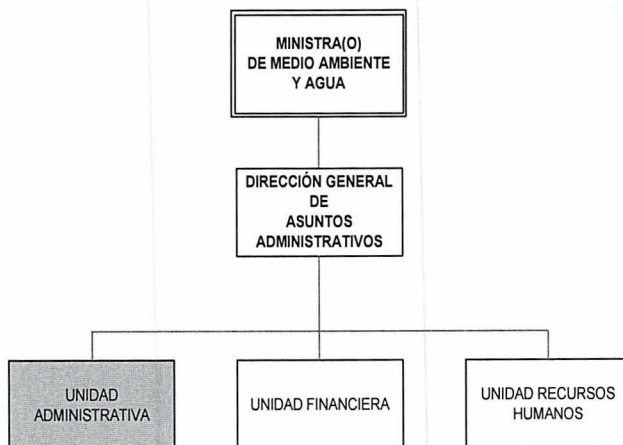 MINISTRA(O)
DE MEDIO AMBIENTE
Y AGUA
DIRECCIÓN GENERAL
DE
ASUNTOS
ADMINISTRATIVOS
UNIDAD
ADMINISTRATIVA
UNIDAD FINANCIERA
UNIDAD RECURSOS
HUMANOS